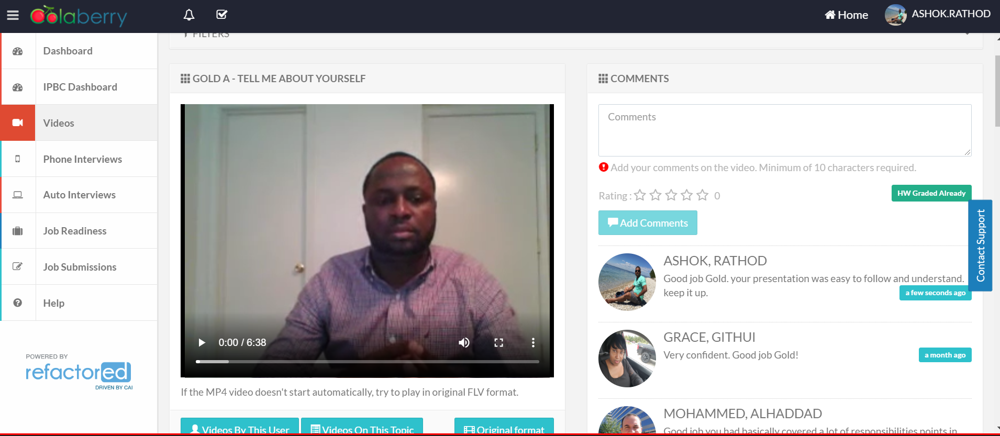 Colaberry
Home
ASHOK.RATHOD
FILTERS
Dashboard
IPBC Dashboard
Videos
Phone Interviews
Auto Interviews
Job Readiness
Job Submissions
Help
POWERED BY
refactored
DRIVEN BY CAI
GOLD A - TELL ME ABOUT YOURSELF
0:00 / 6:38
If the MP4 video doesn't start automatically, try to play in original FLV format.
Videos By This User
Videos On This Topic
Original format
COMMENTS
Comments
Add your comments on the video. Minimum of 10 characters required.
Rating : 0
HW Graded Already
Add Comments
Contact Support
ASHOK, RATHOD
Good job Gold. your presentation was easy to follow and understand.
keep it up.
a few seconds ago
GRACE, GITHUI
Very confident. Good job Gold!
a month ago
MOHAMMED, ALHADDAD
Good job you had basically covered a lot of responsibilities points in